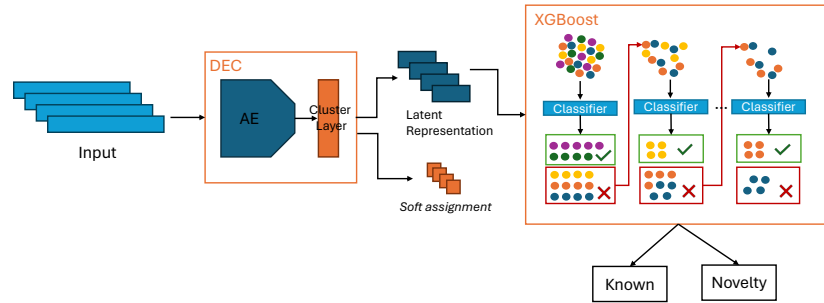 XGBoost
DEC
AE
Cluster
Layer
Input
Latent
Representation
Soft assignment
Classifier
Classifier
...
Classifier
Known
Novelty